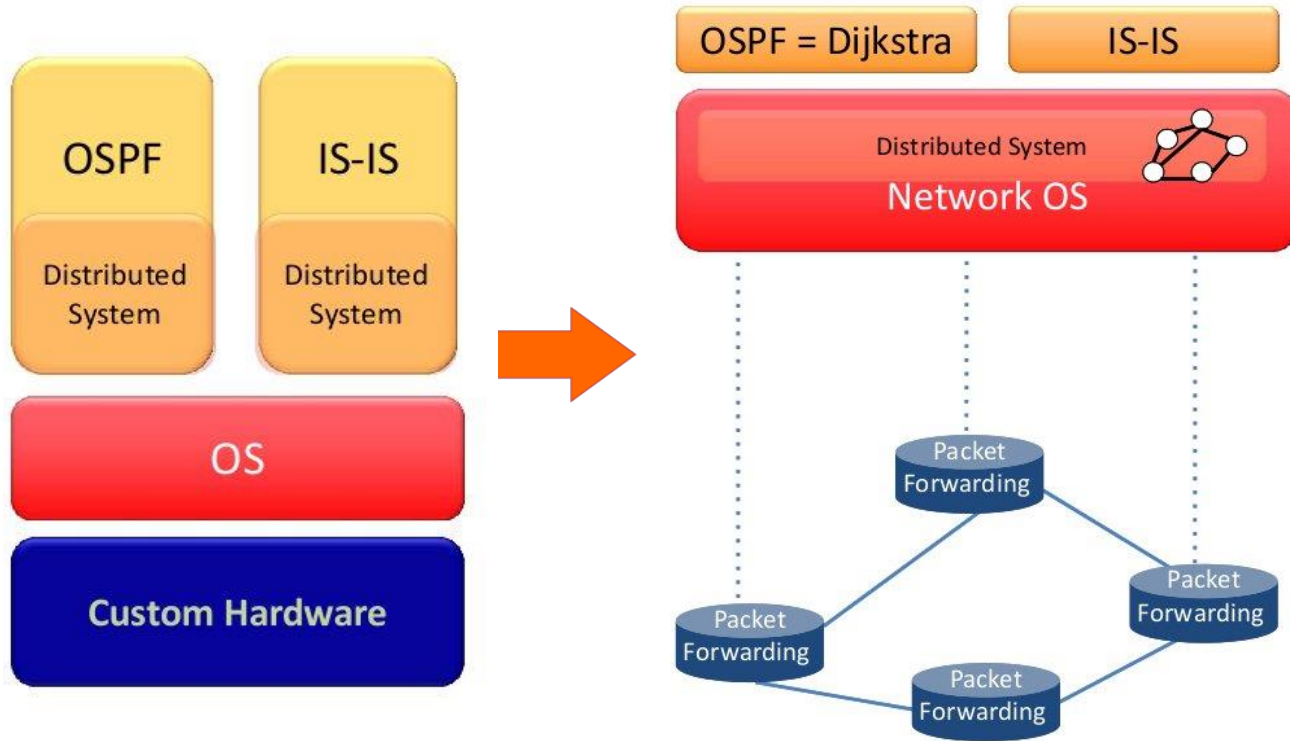 OSPF
IS-IS
Distributed
System
Distributed
System
OS
Custom Hardware
OSPF = Dijkstra
IS-IS
Distributed System
Network OS
Packet
Forwarding
Packet
Forwarding
Packet
Forwarding
Packet
Forwarding